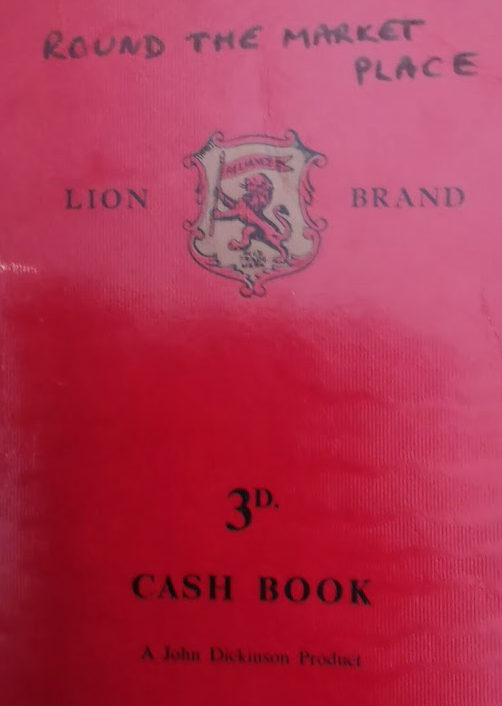 ROUND THE MARKET
PLACE
RELIANCE
LION BRAND
3D.
CASH BOOK
A John Dickinson Product